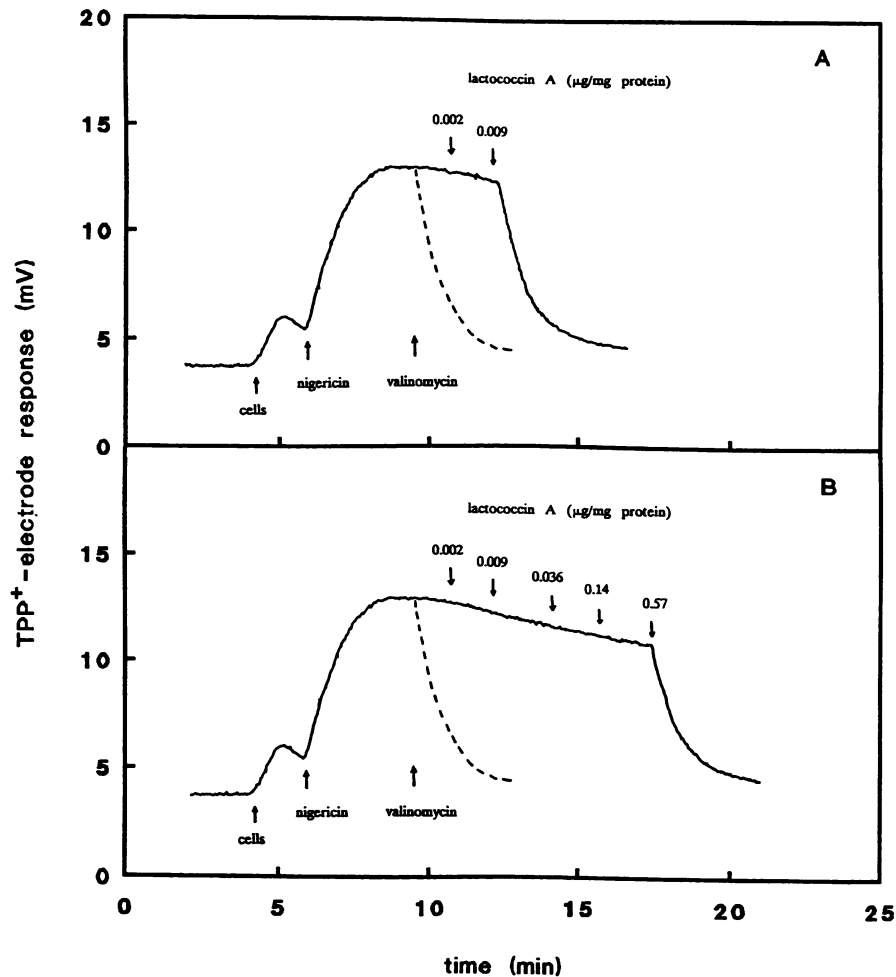 20
A
lactococcin A (μg/mg protein)
0.002
0.009
15
10
5
nigericin
valinomycin
cells
0
B
lactococcin A (μg/mg protein)
0.002
0.009
0.036
0.14
0.57
15
10
5
nigericin
valinomycin
cells
0
0 5 10 15 20 25
time (min)
TPP⁺-electrode response (mV)